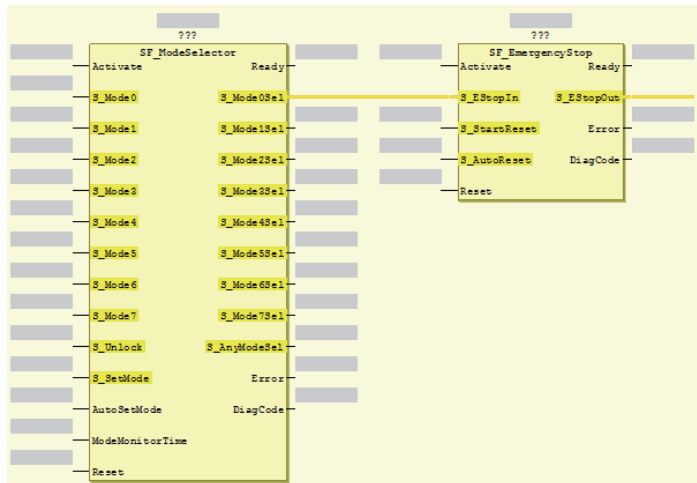 ???
SF_ModeSelector
Activate Ready
S_Mode0 S_Mode0Sel
S_Mode1 S_Mode1Sel
S_Mode2 S_Mode2Sel
S_Mode3 S_Mode3Sel
S_Mode4 S_Mode4Sel
S_Mode5 S_Mode5Sel
S_Mode6 S_Mode6Sel
S_Mode7 S_Mode7Sel
S_Unlock S_AnyModeSel
S_SetMode Error
AutoSetMode DiagCode
ModeMonitorTime
Reset
???
SF_EmergencyStop
Activate Ready
S_EStopIn S_EStopOut
S_StartReset Error
S_AutoReset DiagCode
Reset